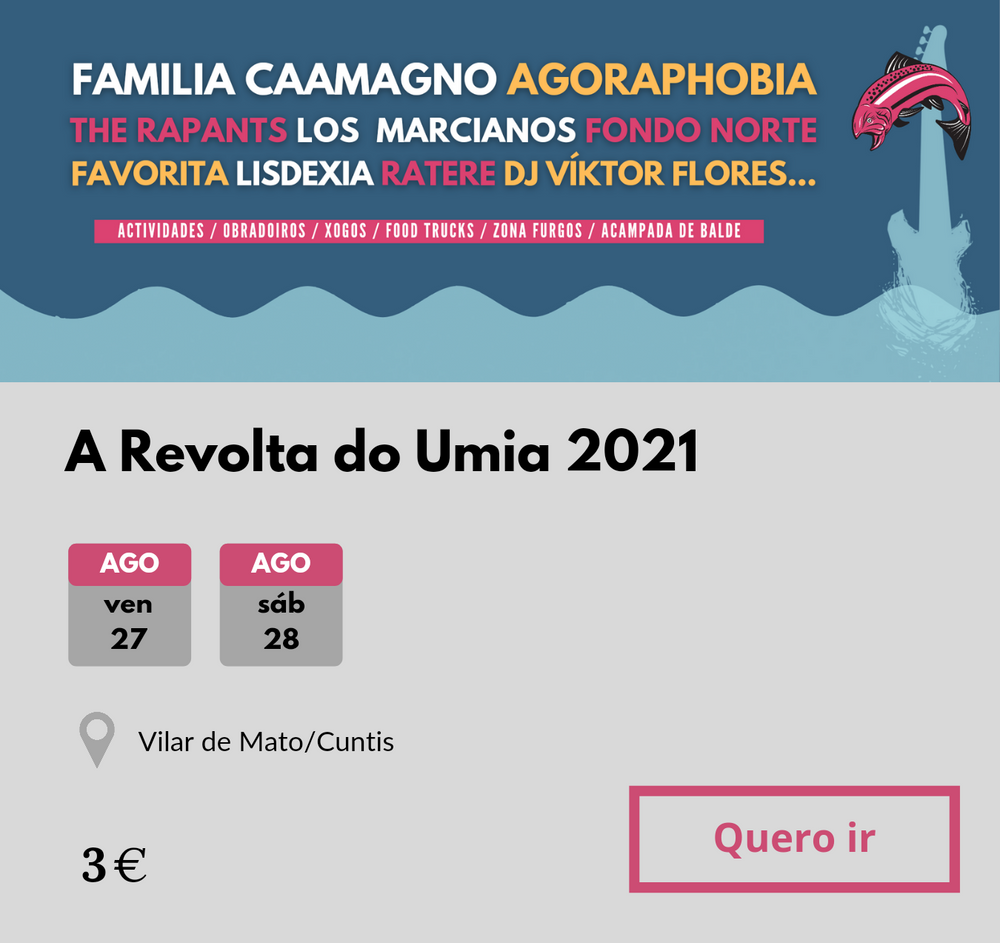 FAMILIA CAAMAGNO AGORAPHOBIA
THE RAPANTS LOS MARCIANOS FONDO NORTE
FAVORITA LISDEXIA RATERE DJ VÍKTOR FLORES...
ACTIVIDADES / OBRADOIROS / XOGOS / FOOD TRUCKS / ZONA FURGOS / ACAMPADA DE BALDE
A Revolta do Umia 2021
AGO AGO
ven sáb
27 28
Vilar de Mato/Cuntis
Quero ir
3 €